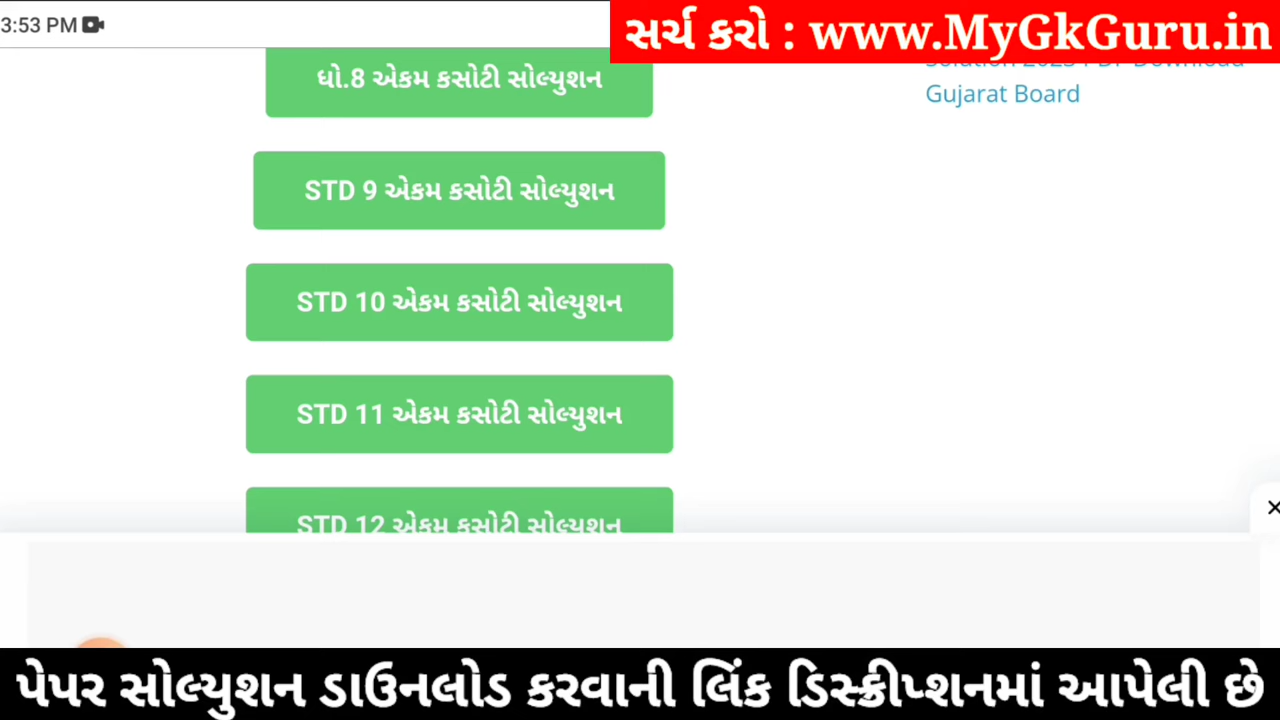 3:53 PM
સર્ચ કરો : www.MyGkGuru.in
ધો.8 એકમ કસોટી સોલ્યુશન
Gujarat Board
STD 9 એકમ કસોટી સોલ્યુશન
STD 10 એકમ કસોટી સોલ્યુશન
STD 11 એકમ કસોટી સોલ્યુશન
STD 12 એકમ કસોટી સોલ્યુશન
પેપર સોલ્યુશન ડાઉનલોડ કરવાની લિંક ડિસ્ક્રીપ્શનમાં આપેલી છે